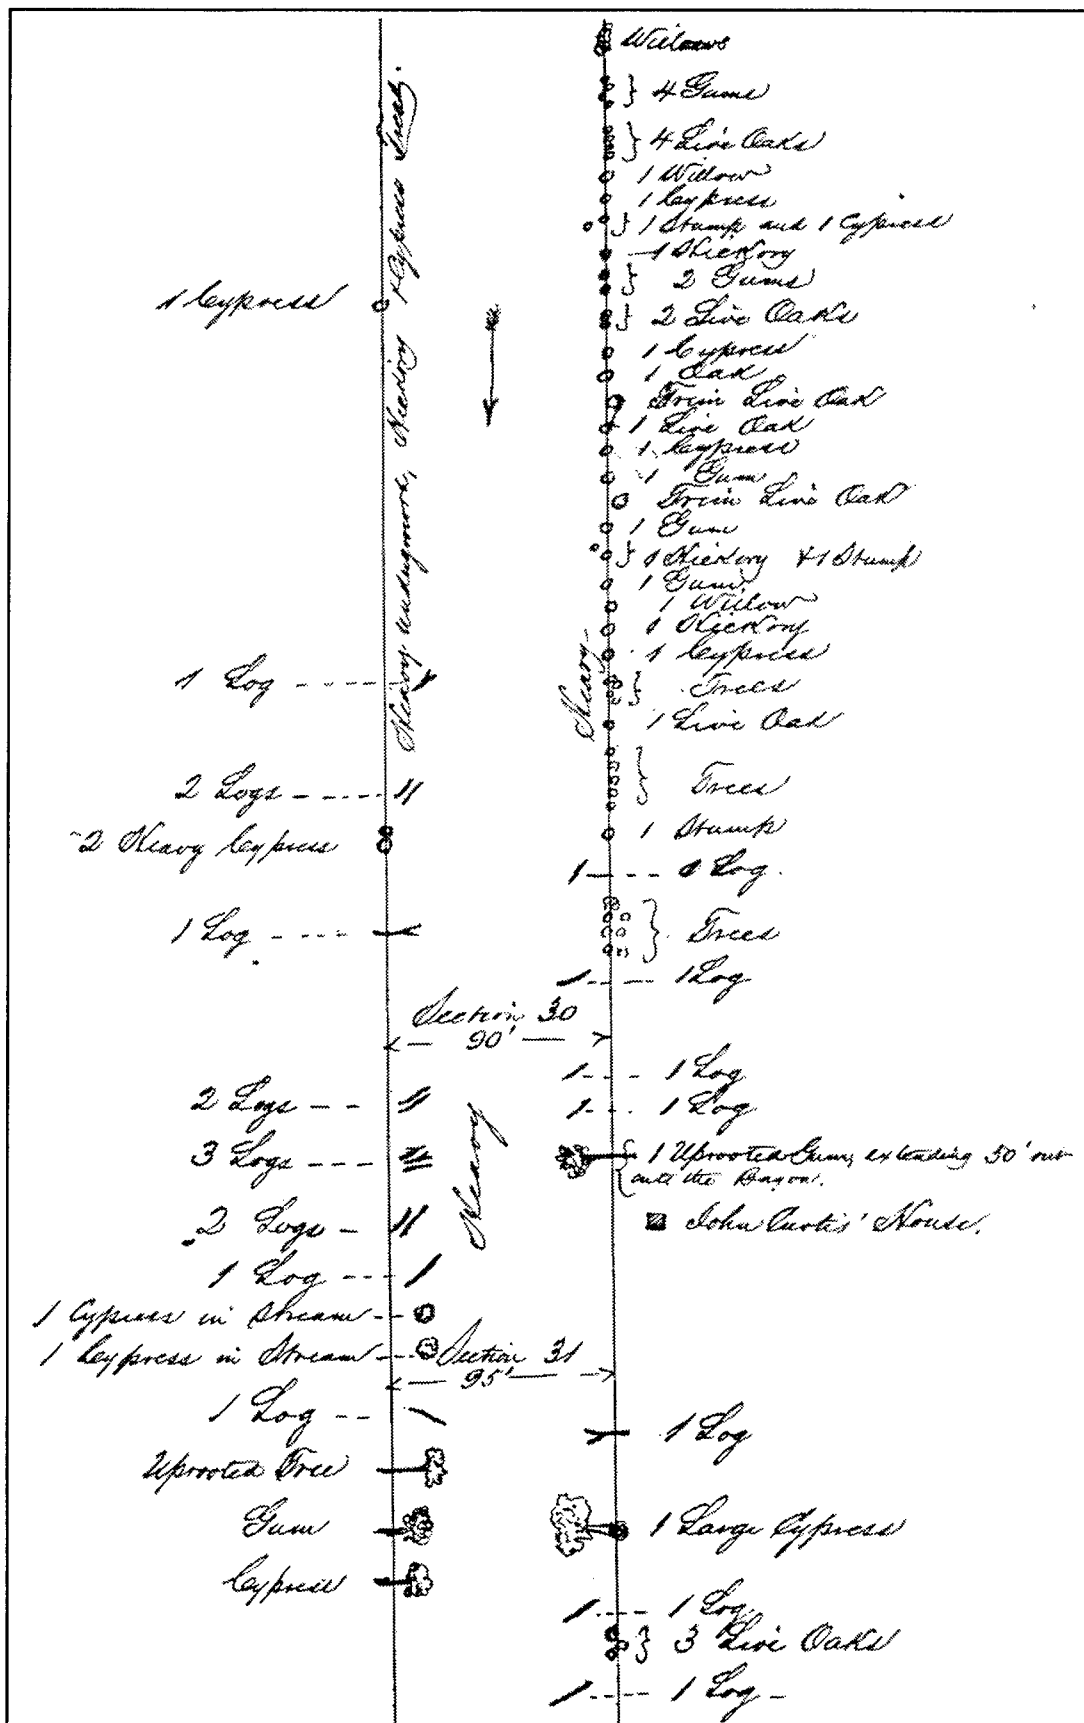 Willows
4 Gums
4 Live Oaks
1 Willow
1 Cypress
1 Stump and 1 Cypress
1 Hickory
2 Gums
1 Cypress
2 Live Oaks
1 Cypress
1 Oak
Trim Live Oak
1 Live Oak
1 Cypress
1 Gum
Trim Live Oak
1 Gum
1 Hickory & 1 Stump
1 Gum
1 Willow
1 Hickory
1 Cypress
Heavy undergrowth, Hickory & Cypress Trees.
Heavy
1 Log
Trees
1 Live Oak
2 Logs
Trees
1 Stump
2 Heavy Cypress
1 Log
1 Log
Trees
1 Log
Section 30
90'
1 Log
2 Logs
1 Log
3 Logs
1 Uprooted Gum, extending 50' out
the Bayou.
Heavy
2 Logs
John Curtis' House.
1 Log
1 Cypress in Stream
1 Cypress in Stream
Section 31
95'
1 Log
1 Log
Uprooted Tree
Gum
1 Large Cypress
Cypress
1 Log
3 Live Oaks
1 Log